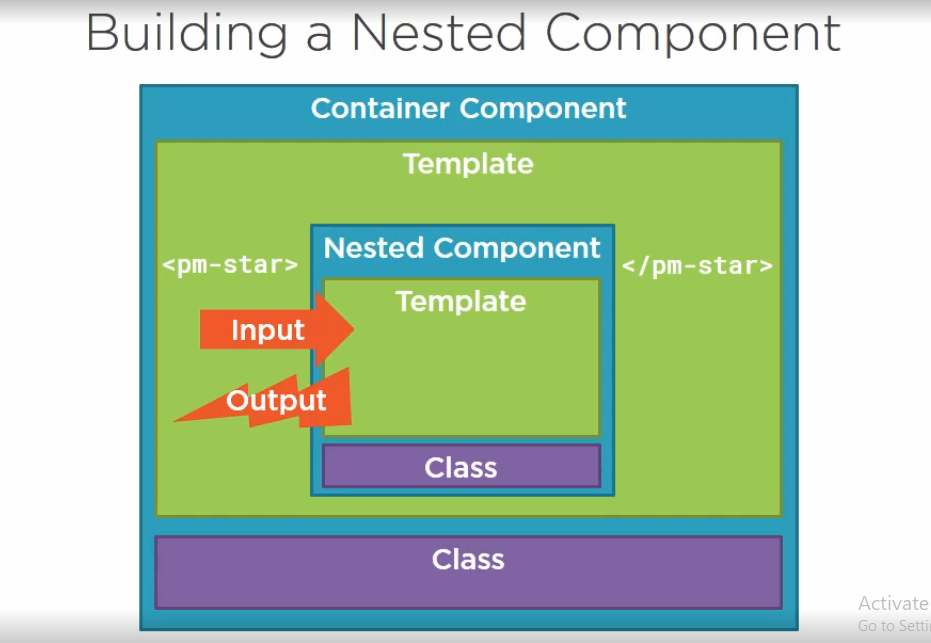 Building a Nested Component
Container Component
Template
Nested Component
<pm-star>
</pm-star>
Template
Input
Output
Class
Class
Activate
Go to Setti